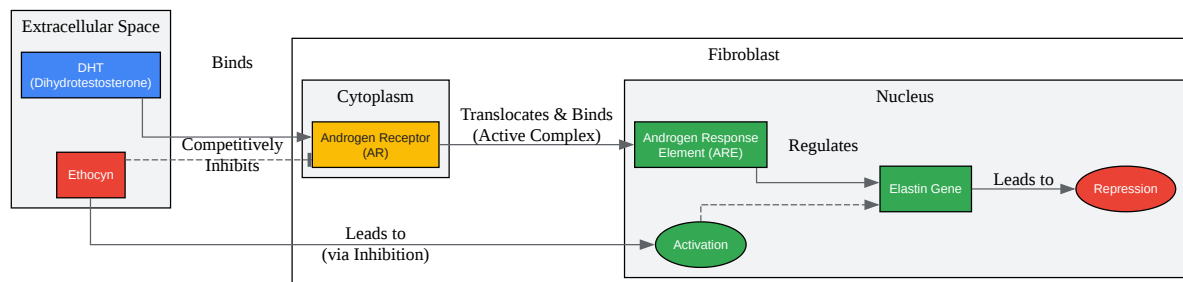 Extracellular Space
DHT
(Dihydrotestosterone)
Ethocyn
Binds
Competitively
Inhibits
Fibroblast
Cytoplasm
Androgen Receptor
(AR)
Translocates & Binds
(Active Complex)
Nucleus
Androgen Response
Element (ARE)
Regulates
Elastin Gene
Leads to
Repression
Leads to
(via Inhibition)
Activation